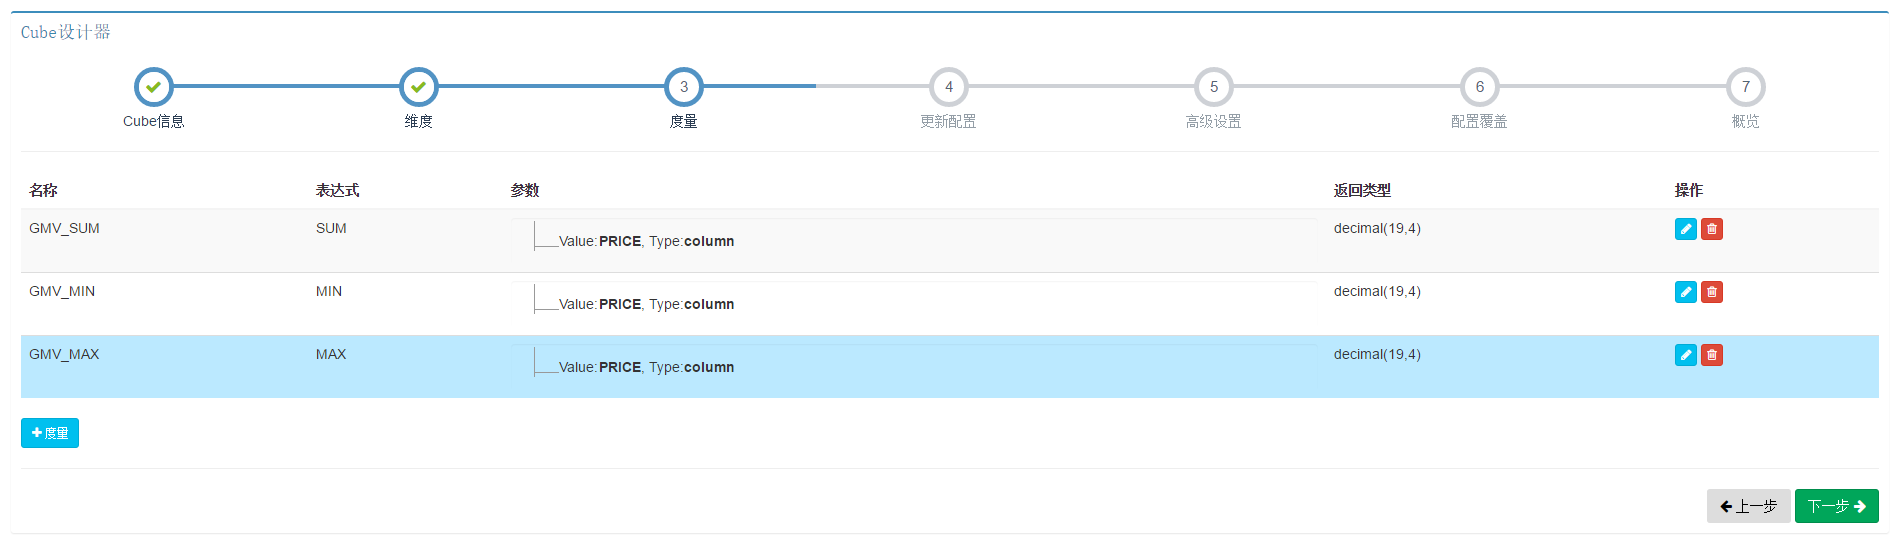 Cube设计器
3 4 5 6 7
Cube信息 维度 度量 更新配置 高级设置 配置覆盖 概览
名称 表达式 参数 返回类型 操作
GMV_SUM SUM Value:PRICE, Type:column decimal(19,4)
GMV_MIN MIN Value:PRICE, Type:column decimal(19,4)
GMV_MAX MAX Value:PRICE, Type:column decimal(19,4)
度量
上一步 下一步